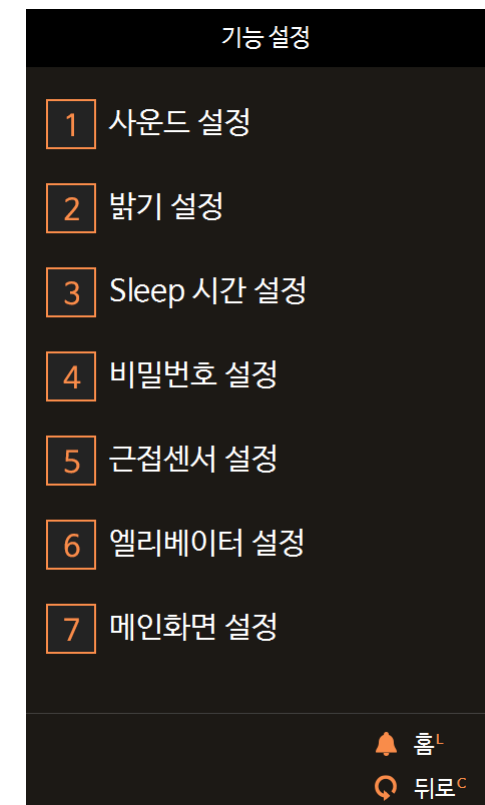 기능 설정
1 사운드 설정
2 밝기 설정
3 Sleep 시간 설정
4 비밀번호 설정
5 근접센서 설정
6 엘리베이터 설정
7 메인화면 설정
홈L
뒤로C